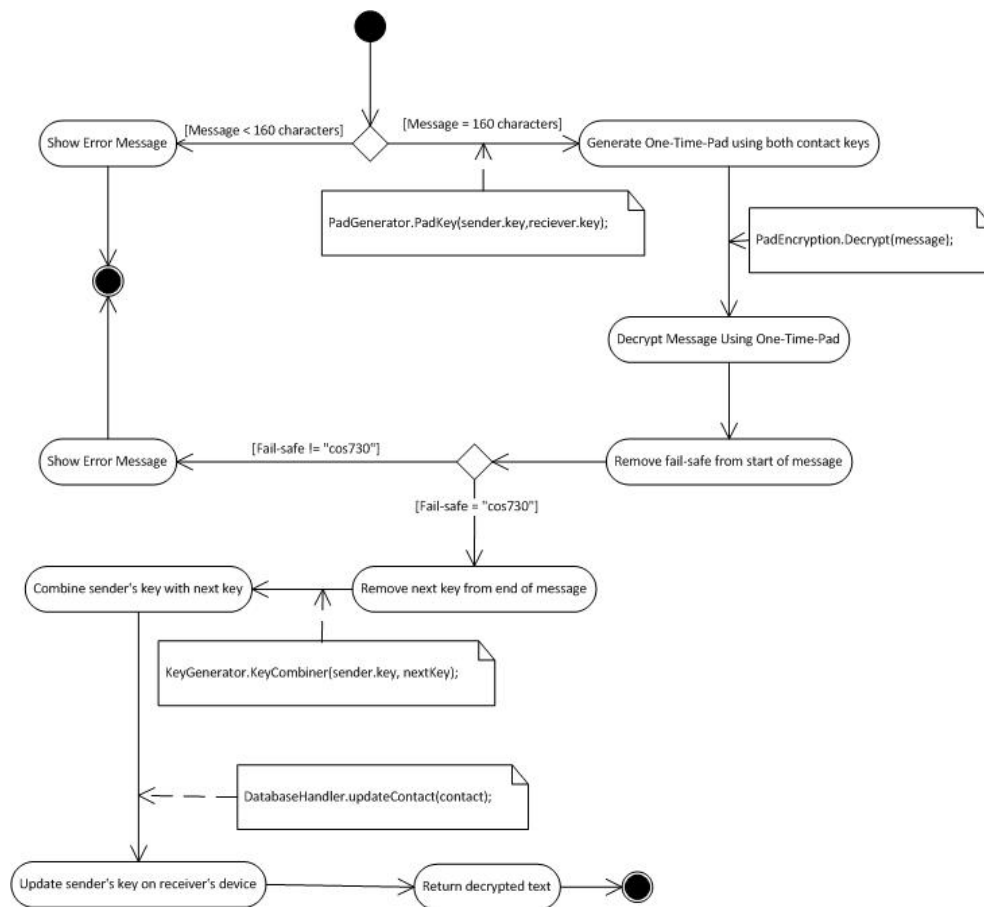 [Message < 160 characters]
[Message = 160 characters]
Show Error Message
Generate One-Time-Pad using both contact keys
PadGenerator.PadKey(sender.key,reciever.key);
PadEncryption.Decrypt(message);
Decrypt Message Using One-Time-Pad
[Fail-safe != "cos730"]
Show Error Message
Remove fail-safe from start of message
[Fail-safe = "cos730"]
Combine sender's key with next key
Remove next key from end of message
KeyGenerator.KeyCombiner(sender.key, nextKey);
DatabaseHandler.updateContact(contact);
Update sender's key on receiver's device
Return decrypted text